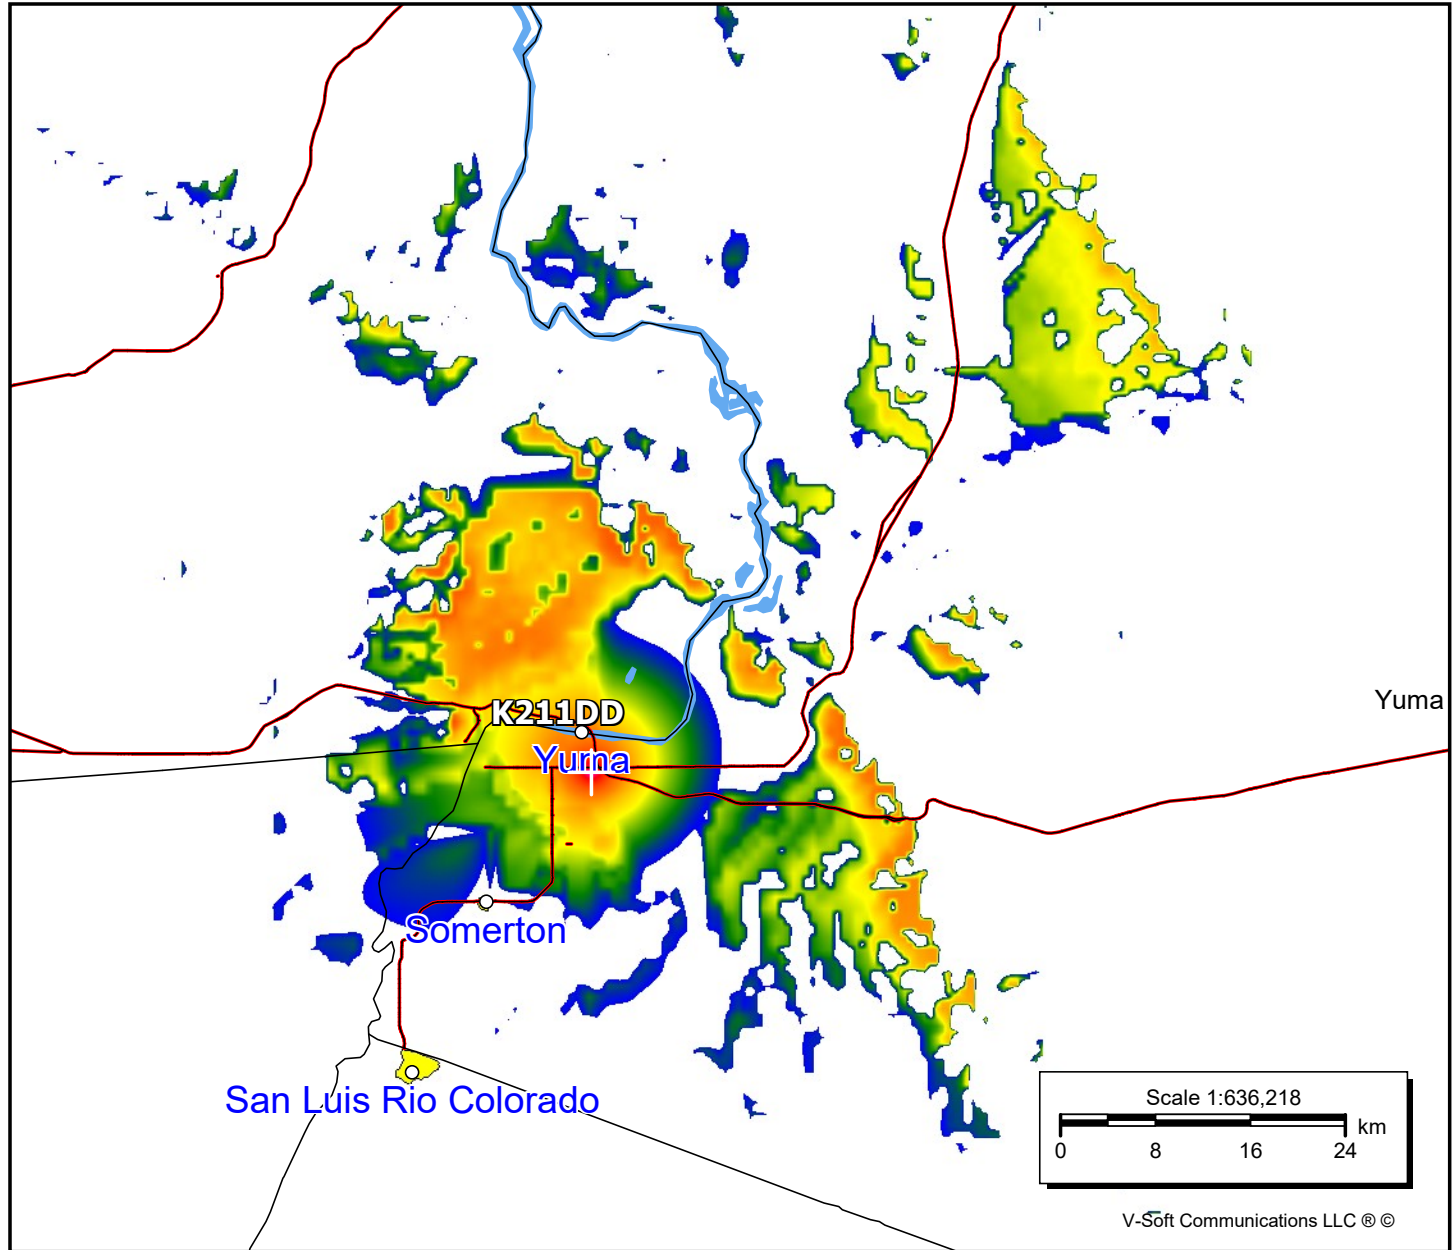 Yuma
K211DD
Yuma
Somerton
San Luis Rio Colorado
Scale 1:636,218
km
0 8 16 24
V-Soft Communications LLC ® ©